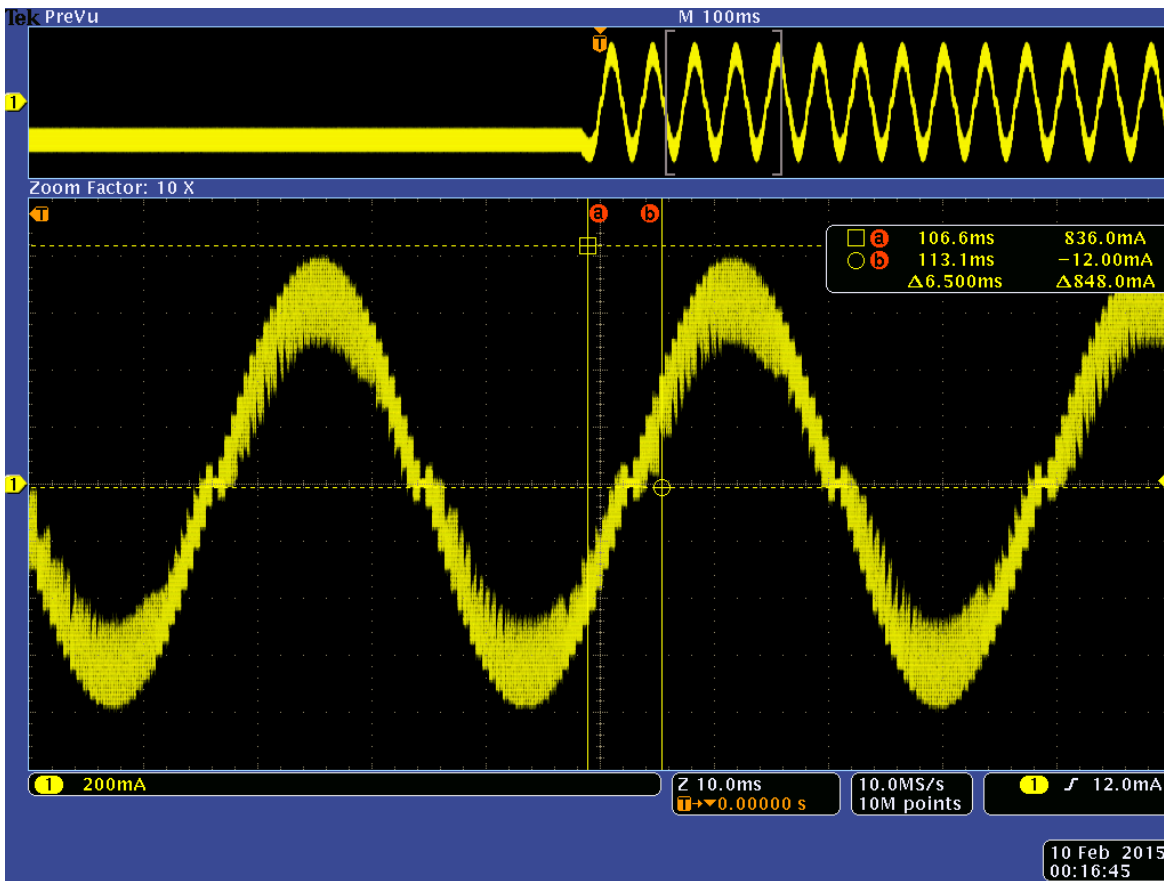 Tek PreVu M 100ms
T
1
Zoom Factor: 10 X
T a b
a 106.6ms 836.0mA
b 113.1ms −12.00mA
Δ6.500ms Δ848.0mA
1
1 200mA
Z 10.0ms
T→▼0.00000 s
10.0MS/s
10M points
1 ƒ 12.0mA
10 Feb 2015
00:16:45